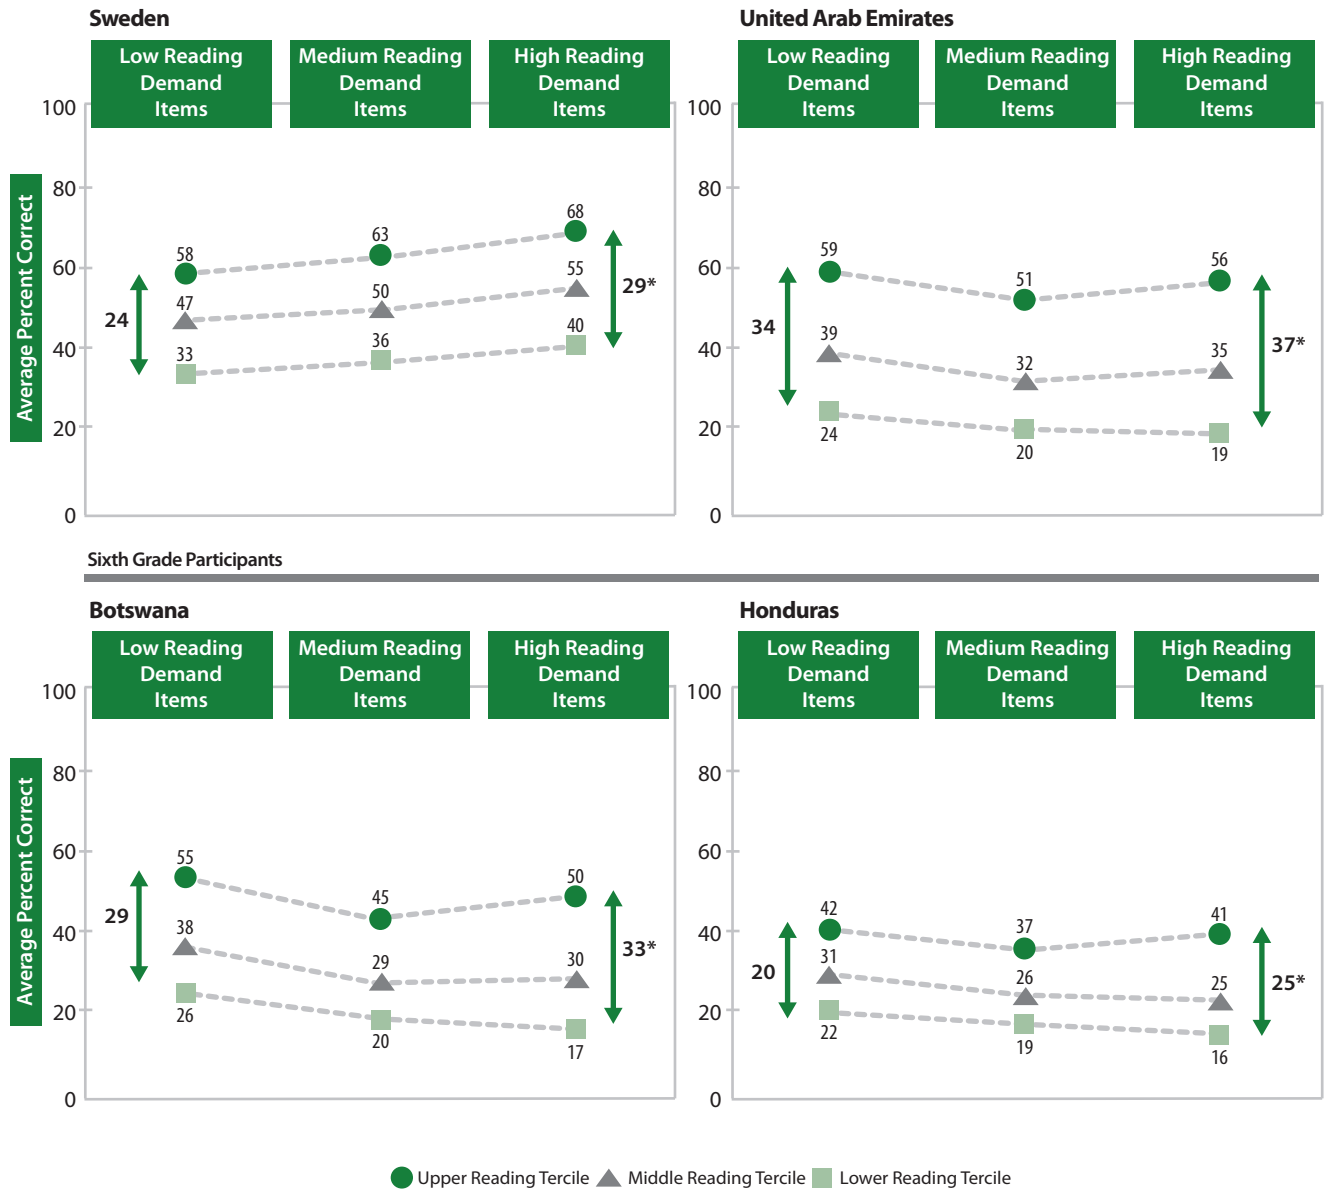 Sweden
Low Reading
Demand
Items
Medium Reading
Demand
Items
High Reading
Demand
Items
Average Percent Correct
100
80
60
40
20
0
58
63
68
47
50
55
33
36
40
24
29*
United Arab Emirates
Low Reading
Demand
Items
Medium Reading
Demand
Items
High Reading
Demand
Items
100
80
60
40
20
0
59
51
56
39
32
35
24
20
19
34
37*
Sixth Grade Participants
Botswana
Low Reading
Demand
Items
Medium Reading
Demand
Items
High Reading
Demand
Items
Average Percent Correct
100
80
60
40
20
0
55
45
50
38
29
30
26
20
17
29
33*
Honduras
Low Reading
Demand
Items
Medium Reading
Demand
Items
High Reading
Demand
Items
100
80
60
40
20
0
42
37
41
31
26
25
22
19
16
20
25*
Upper Reading Tercile Middle Reading Tercile Lower Reading Tercile